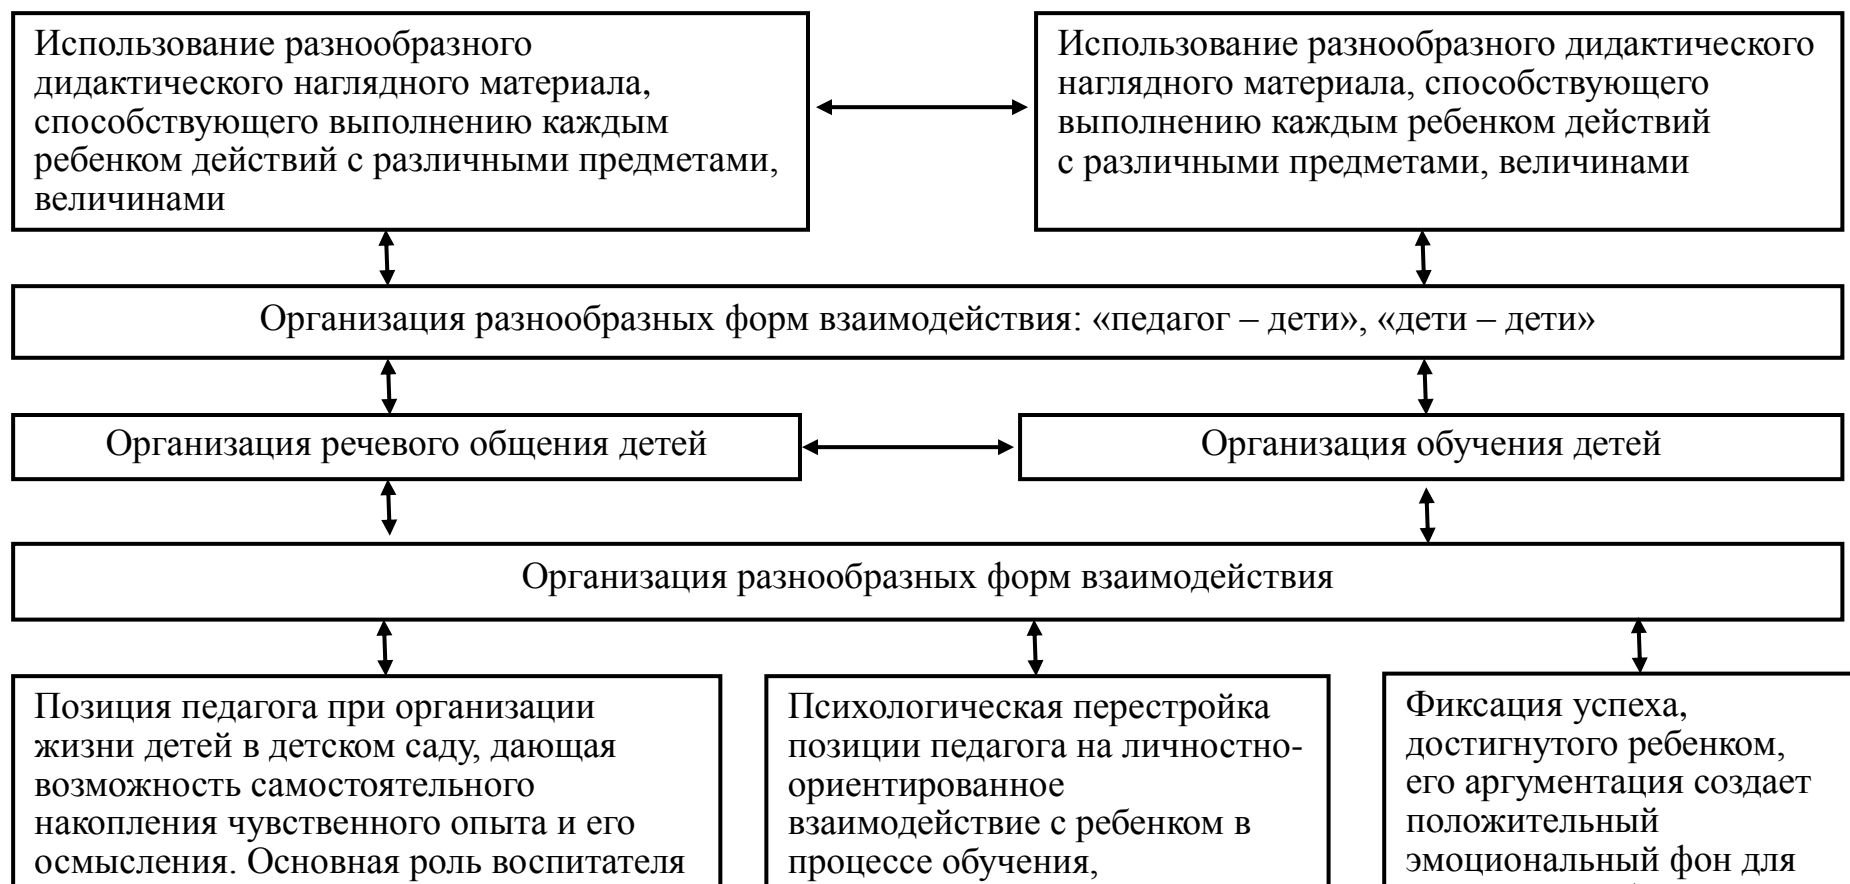 Использование разнообразного
дидактического наглядного материала,
способствующего выполнению каждым
ребенком действий с различными предметами,
величинами
Использование разнообразного дидактического
наглядного материала, способствующего
выполнению каждым ребенком действий
с различными предметами, величинами
Организация разнообразных форм взаимодействия: «педагог – дети», «дети – дети»
Организация речевого общения детей
Организация обучения детей
Организация разнообразных форм взаимодействия
Позиция педагога при организации
жизни детей в детском саду, дающая
возможность самостоятельного
накопления чувственного опыта и его
осмысления. Основная роль воспитателя
Психологическая перестройка
позиции педагога на личностно-
ориентированное
взаимодействие с ребенком в
процессе обучения,
Фиксация успеха,
достигнутого ребенком,
его аргументация создает
положительный
эмоциональный фон для